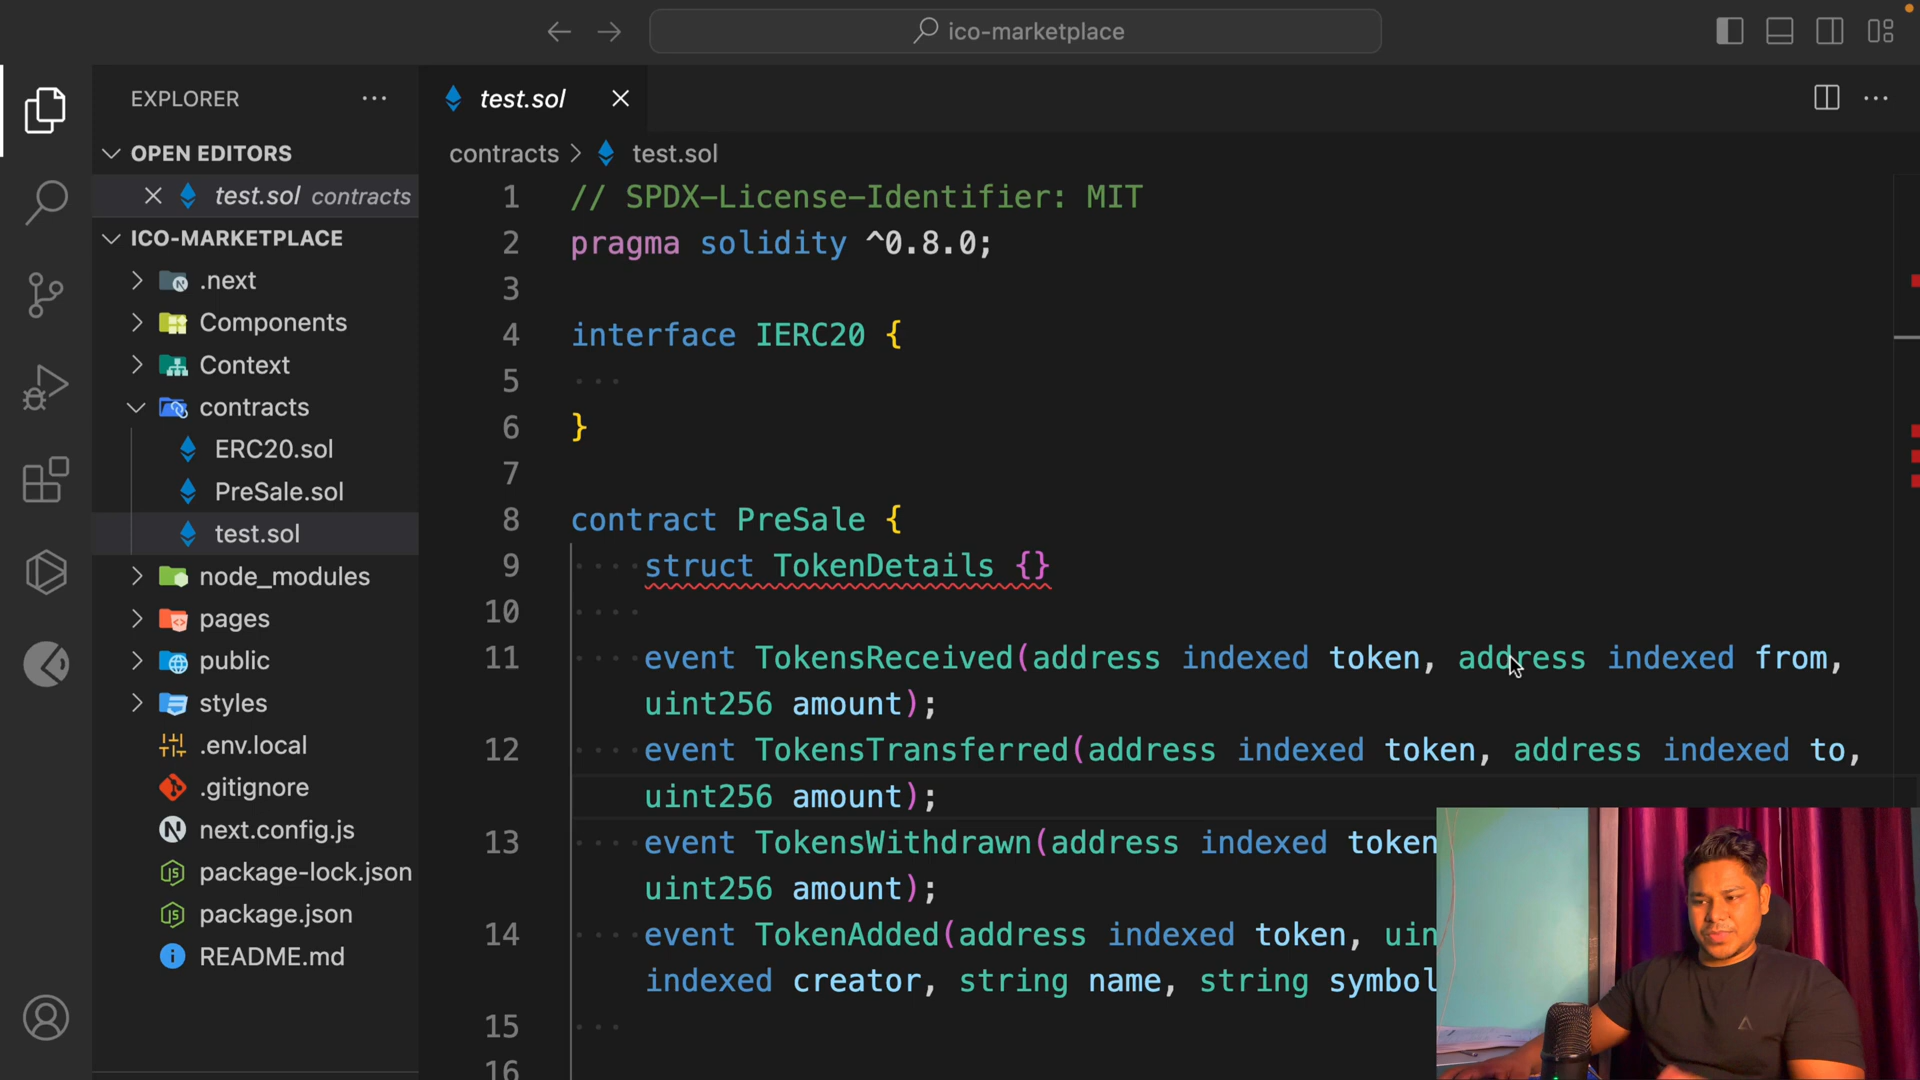 ico-marketplace
EXPLORER
OPEN EDITORS
test.sol contracts
ICO-MARKETPLACE
.next
Components
Context
contracts
ERC20.sol
PreSale.sol
test.sol
node_modules
pages
public
styles
.env.local
.gitignore
next.config.js
package-lock.json
package.json
README.md
test.sol
contracts > test.sol
1 // SPDX-License-Identifier: MIT
2 pragma solidity ^0.8.0;
3
4 interface IERC20 {
5
6 }
7
8 contract PreSale {
9 struct TokenDetails {}
10
11 event TokensReceived(address indexed token, address indexed from,
uint256 amount);
12 event TokensTransferred(address indexed token, address indexed to,
uint256 amount);
13 event TokensWithdrawn(address indexed token
uint256 amount);
14 event TokenAdded(address indexed token, uin
indexed creator, string name, string symbol
15
16